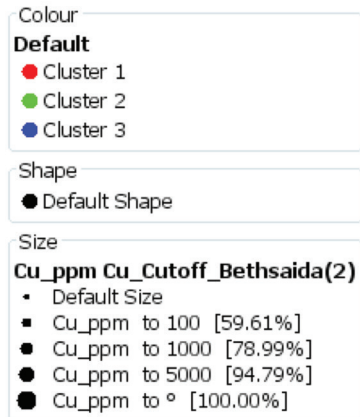 Colour
Default
Cluster 1
Cluster 2
Cluster 3
Shape
Default Shape
Size
Cu_ppm Cu_Cutoff_Bethsaida(2)
Default Size
Cu_ppm to 100 [59.61%]
Cu_ppm to 1000 [78.99%]
Cu_ppm to 5000 [94.79%]
Cu_ppm to º [100.00%]